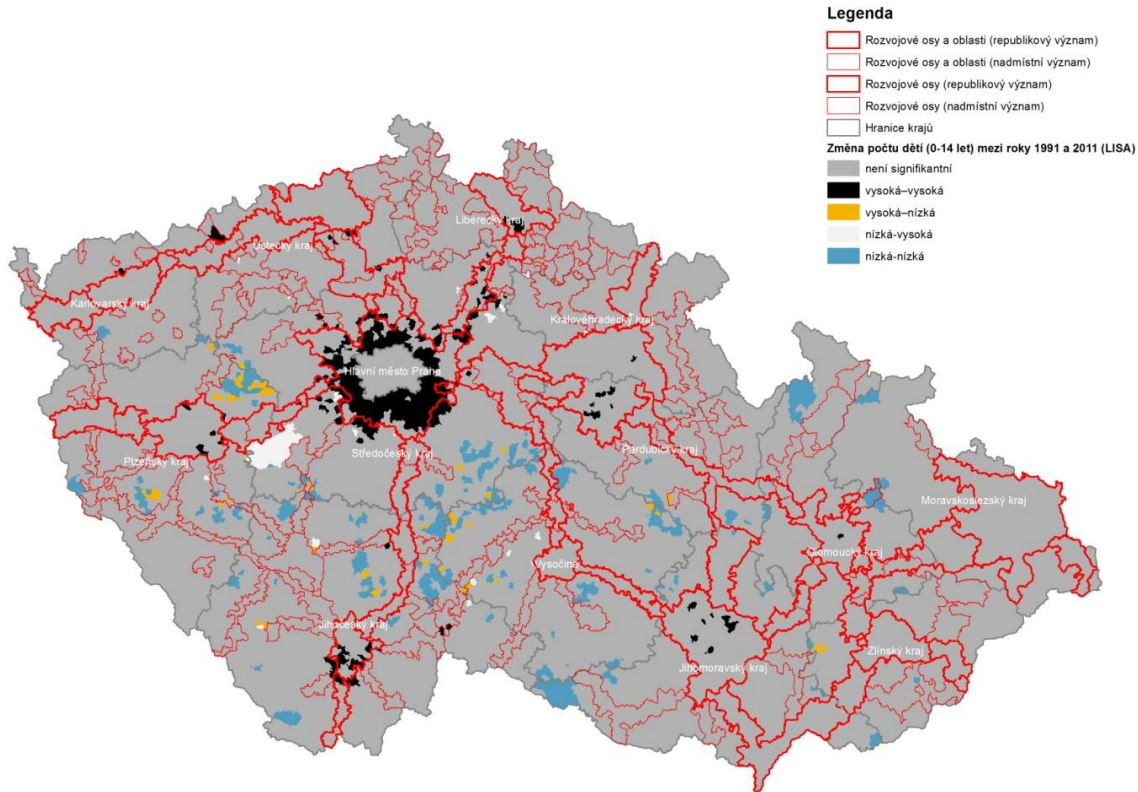 Legenda
Rozvojové osy a oblasti (republikový význam)
Rozvojové osy a oblasti (nadmístní význam)
Rozvojové osy (republikový význam)
Rozvojové osy (nadmístní význam)
Hranice krajů
Změna počtu dětí (0-14 let) mezi roky 1991 a 2011 (LISA)
není signifikantní
vysoká–vysoká
vysoká–nízká
nízká-vysoká
nízká-nízká
Liberecký kraj
Ústecký kraj
Karlovarský kraj
Královéhradecký kraj
Hlavní město Praha
Středočeský kraj
Pardubický kraj
Plzeňský kraj
Moravskoslezský kraj
Olomoucký kraj
Vysočina
Jihočeský kraj
Zlínský kraj
Jihomoravský kraj